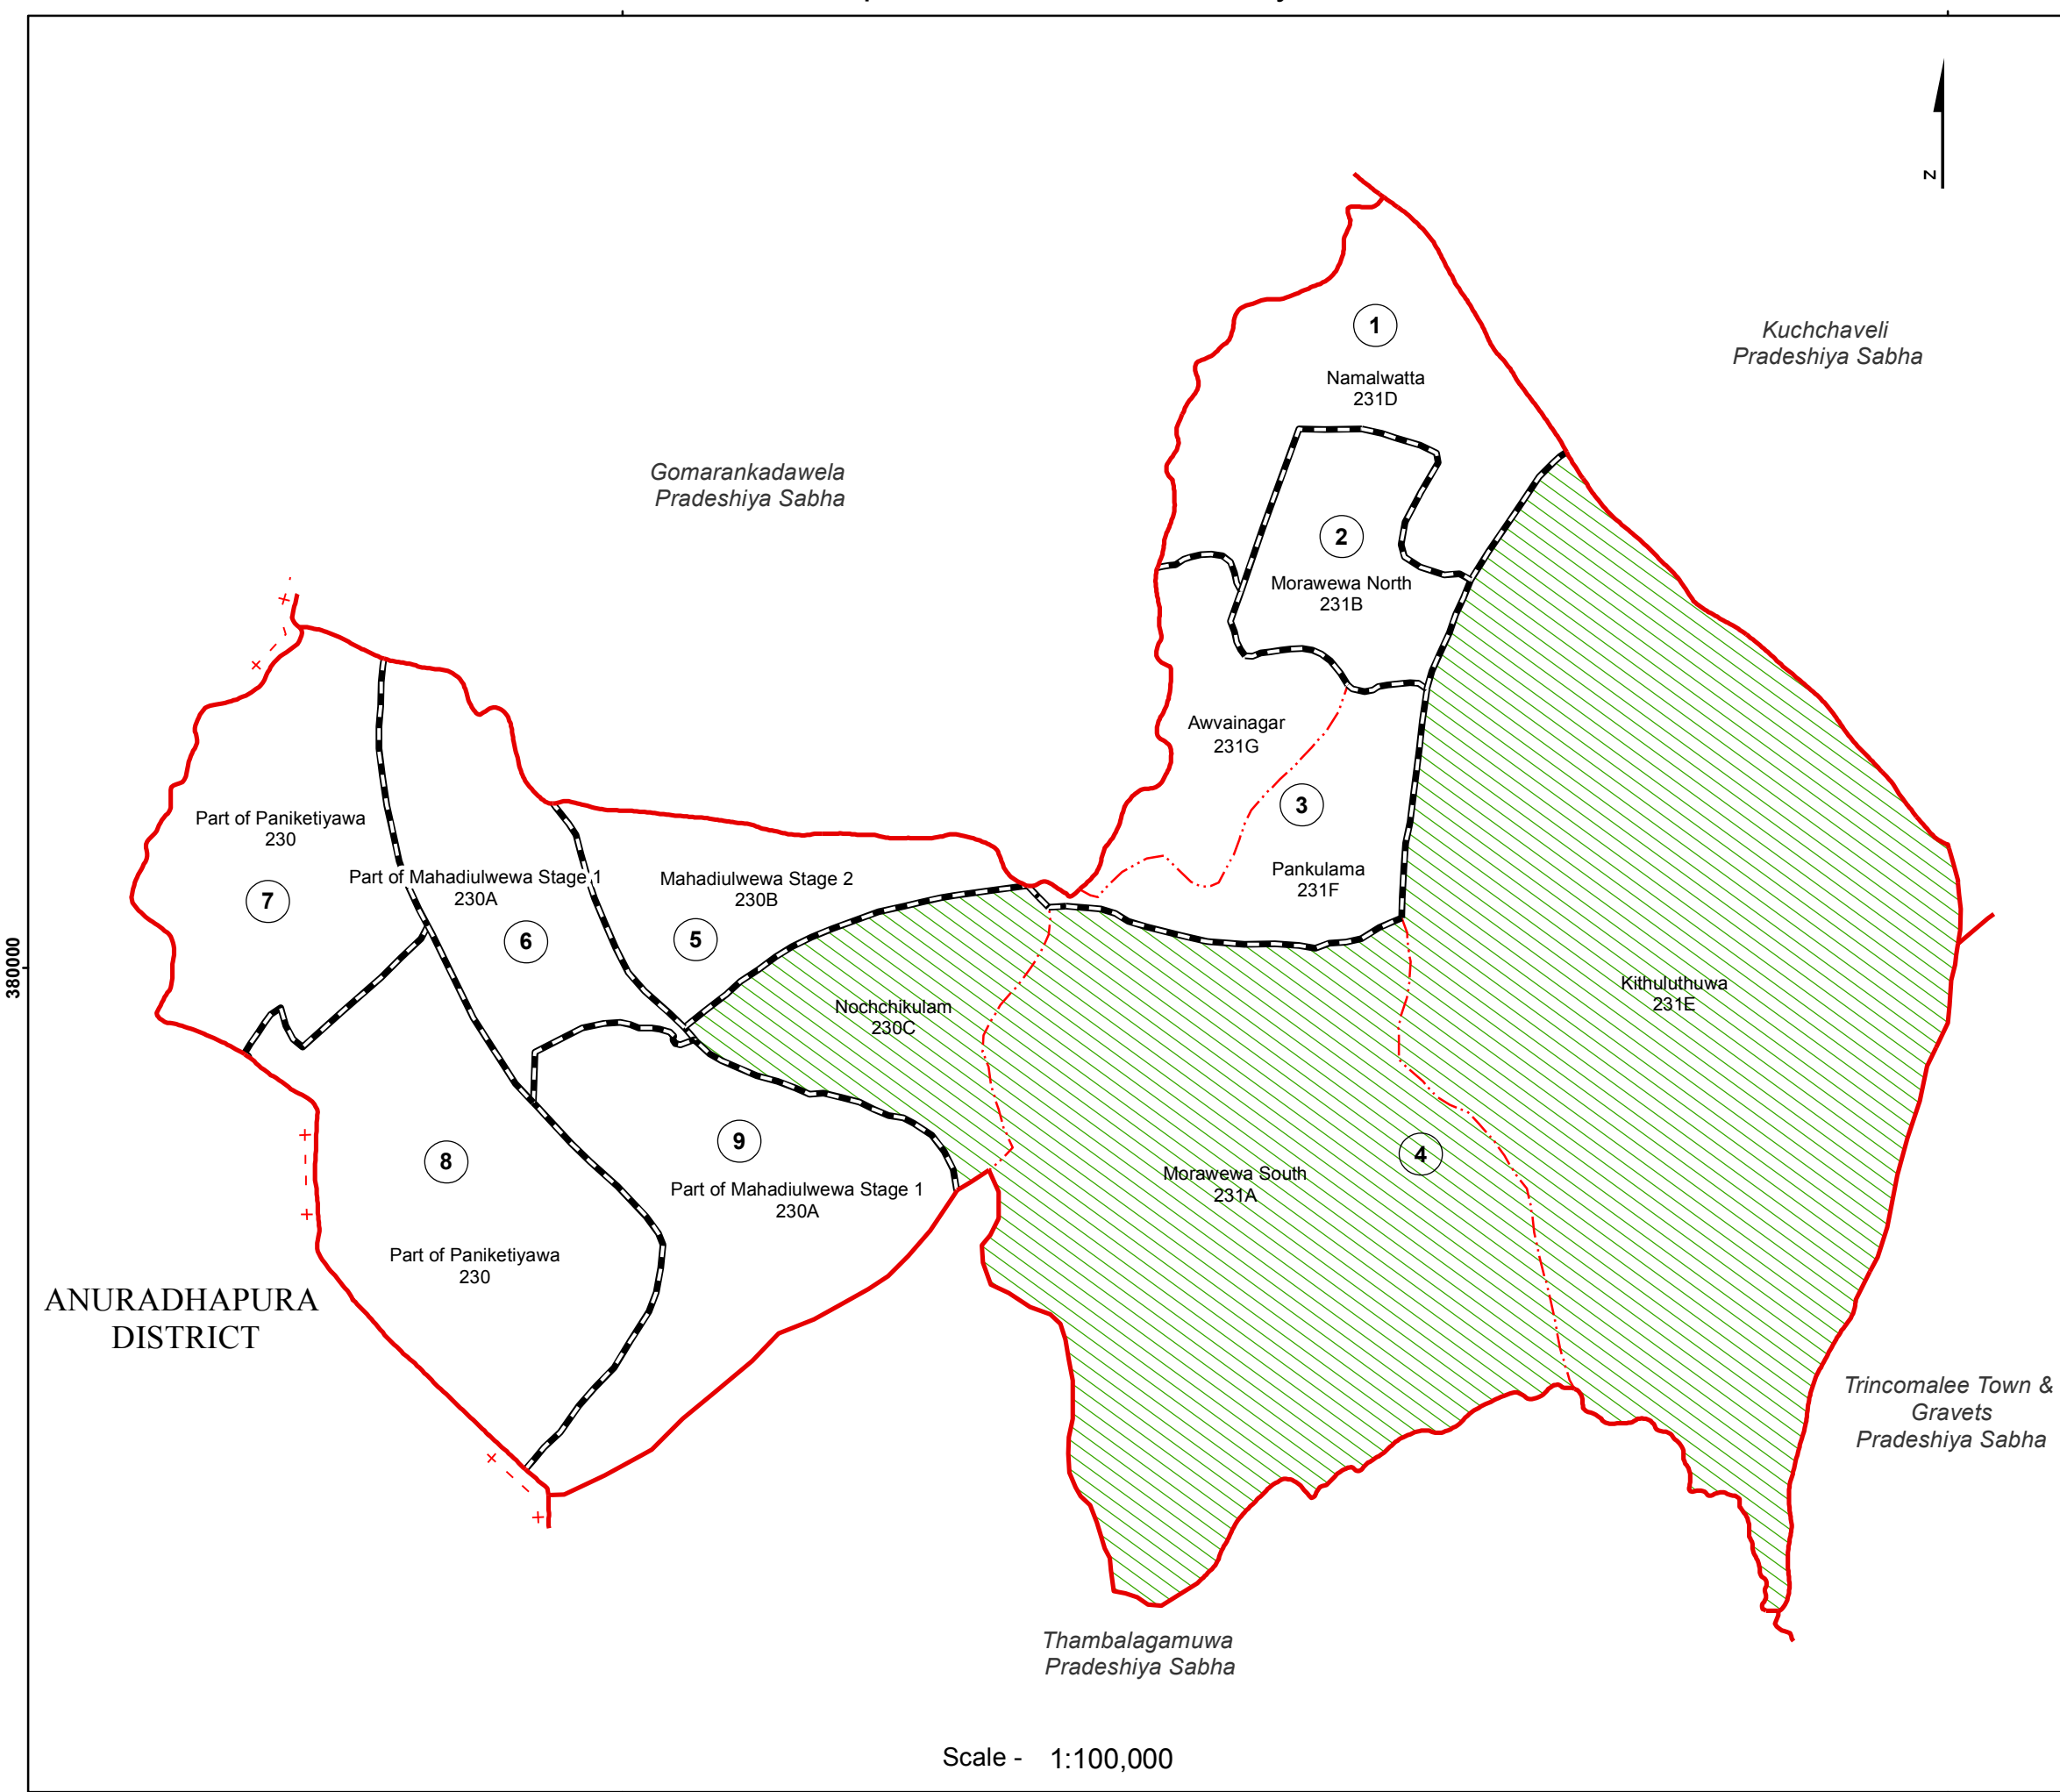 z
1
Kuchchaveli
Pradeshiya Sabha
Namalwatta
231D
Gomarankadawela
Pradeshiya Sabha
2
Morawewa North
231B
Awvainagar
231G
3
Part of Paniketiyawa
230
Pankulama
231F
Part of Mahadiulwewa Stage 1
230A
Mahadiulwewa Stage 2
230B
7
6
5
380000
Kithuluthuwa
231E
Nochchikulam
230C
9
4
8
Morawewa South
231A
Part of Mahadiulwewa Stage 1
230A
Part of Paniketiyawa
230
ANURADHAPURA
DISTRICT
Trincomalee Town &
Gravets
Pradeshiya Sabha
Thambalagamuwa
Pradeshiya Sabha
Scale - 1:100,000